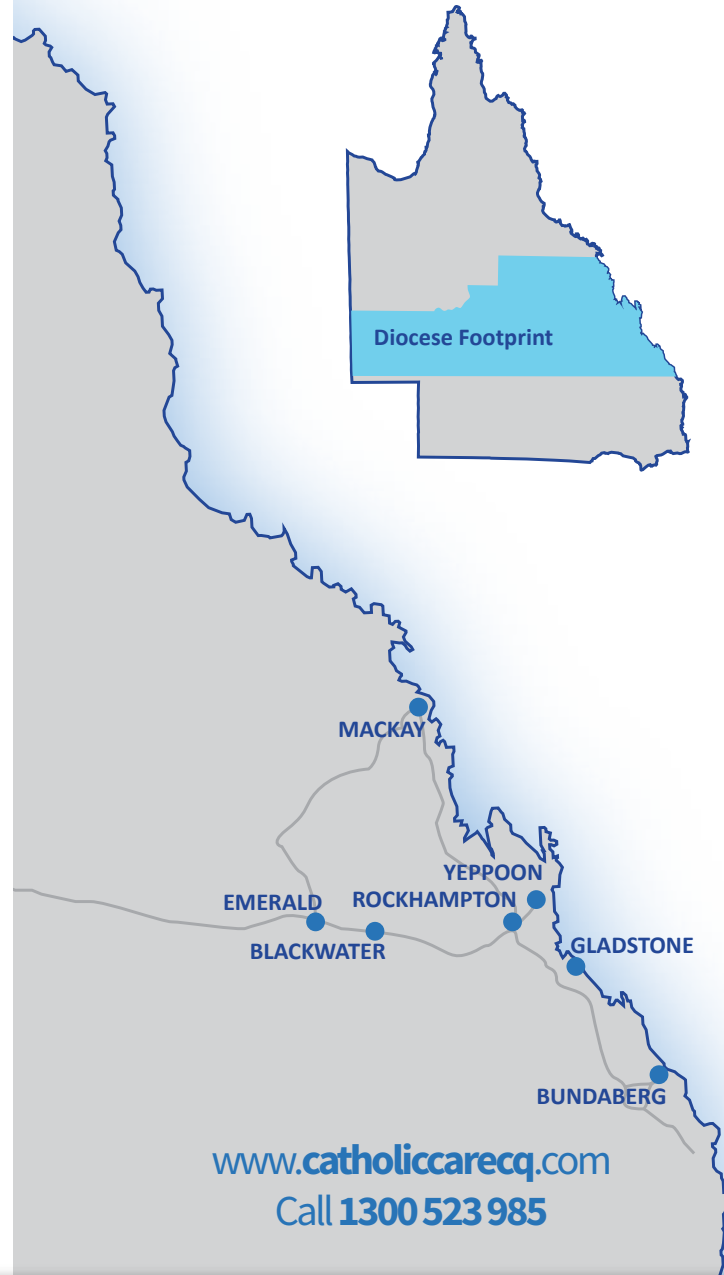 Diocese Footprint
MACKAY
YEPPOON
EMERALD
ROCKHAMPTON
BLACKWATER
GLADSTONE
BUNDABERG
www.catholiccarecq.com
Call 1300 523 985